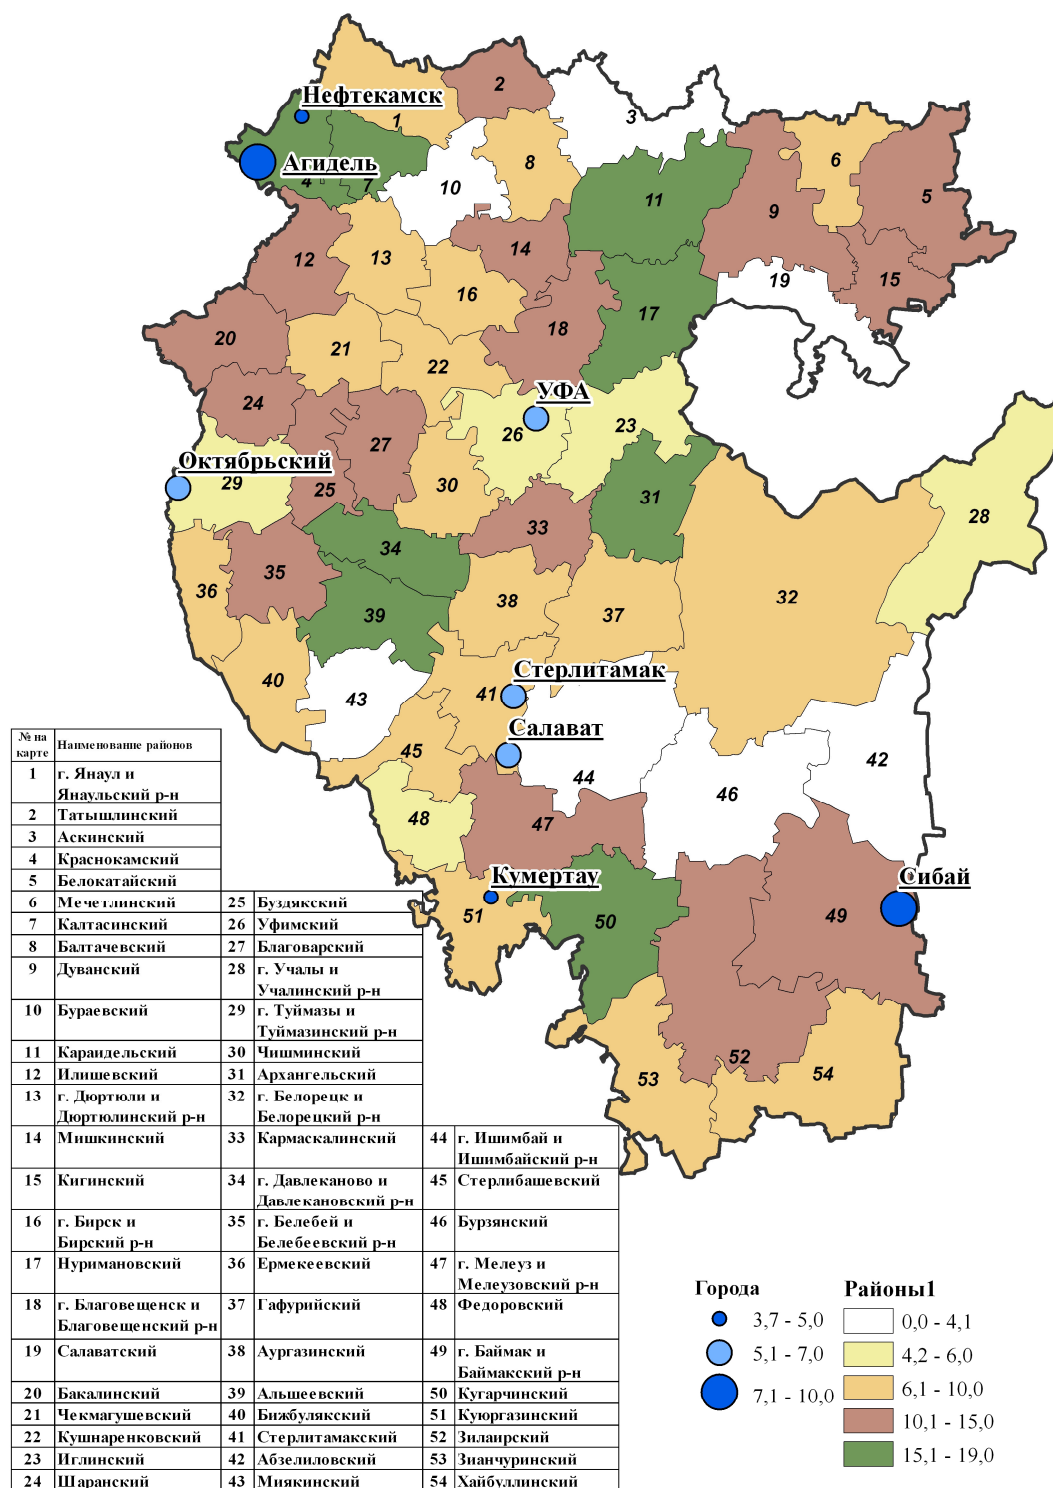 2
Нефтекамск
3
1
8
6
Агидель
4
7
10
11
9
5
14
12
13
19
15
16
17
18
20
21
22
УФА
24
26
23
27
Октябрьский
29
25
30
31
28
33
34
35
36
38
37
32
39
40
Стерлитамак
43
41
Салават
45
44
42
46
48
47
Кумертау
Сибай
51
50
49
52
53
54
№ на карте Наименование районов
1 г. Янаул и
Янаульский р-н
2 Татышлинский
3 Аскинский
4 Краснокамский
5 Белокатайский
6 Мечетлинский 25 Буздякский
7 Калтасинский 26 Уфимский
8 Балтачевский 27 Благоварский
9 Дуванский 28 г. Учалы и
Учалинский р-н
10 Бураевский 29 г. Туймазы и
Туймазинский р-н
11 Караидельский 30 Чишминский
12 Илишевский 31 Архангельский
13 г. Дюртюли и 32 г. Белорецк и
Дюртюлинский р-н Белорецкий р-н
14 Мишкинский 33 Кармаскалинский 44 г. Ишимбай и
Ишимбайский р-н
15 Кигинский 34 г. Давлеканово и 45 Стерлибашевский
Давлекановский р-н
16 г. Бирск и 35 г. Белебей и 46 Бурзянский
Бирский р-н Белебеевский р-н
17 Нуримановский 36 Ермекеевский 47 г. Мелеуз и
Мелеузовский р-н
18 г. Благовещенск и 37 Гафурийский 48 Федоровский
Благовещенский р-н
19 Салаватский 38 Аургазинский 49 г. Баймак и
Баймакский р-н
20 Бакалинский 39 Альшеевский 50 Кугарчинский
21 Чекмагушевский 40 Бижбулякский 51 Куюргазинский
22 Кушнаренковский 41 Стерлитамакский 52 Зилаирский
23 Иглинский 42 Абзелиловский 53 Зианчуринский
24 Шаранский 43 Миякинский 54 Хайбуллинский
Города
3,7 - 5,0
5,1 - 7,0
7,1 - 10,0
Районы1
0,0 - 4,1
4,2 - 6,0
6,1 - 10,0
10,1 - 15,0
15,1 - 19,0